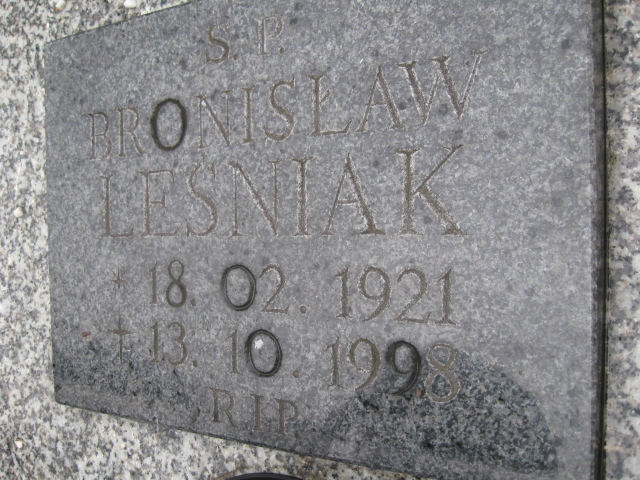 S. P.
BRONISŁAW
LEŚNIAK
* 18. 02. 1921
† 13. 10. 1998
R I P